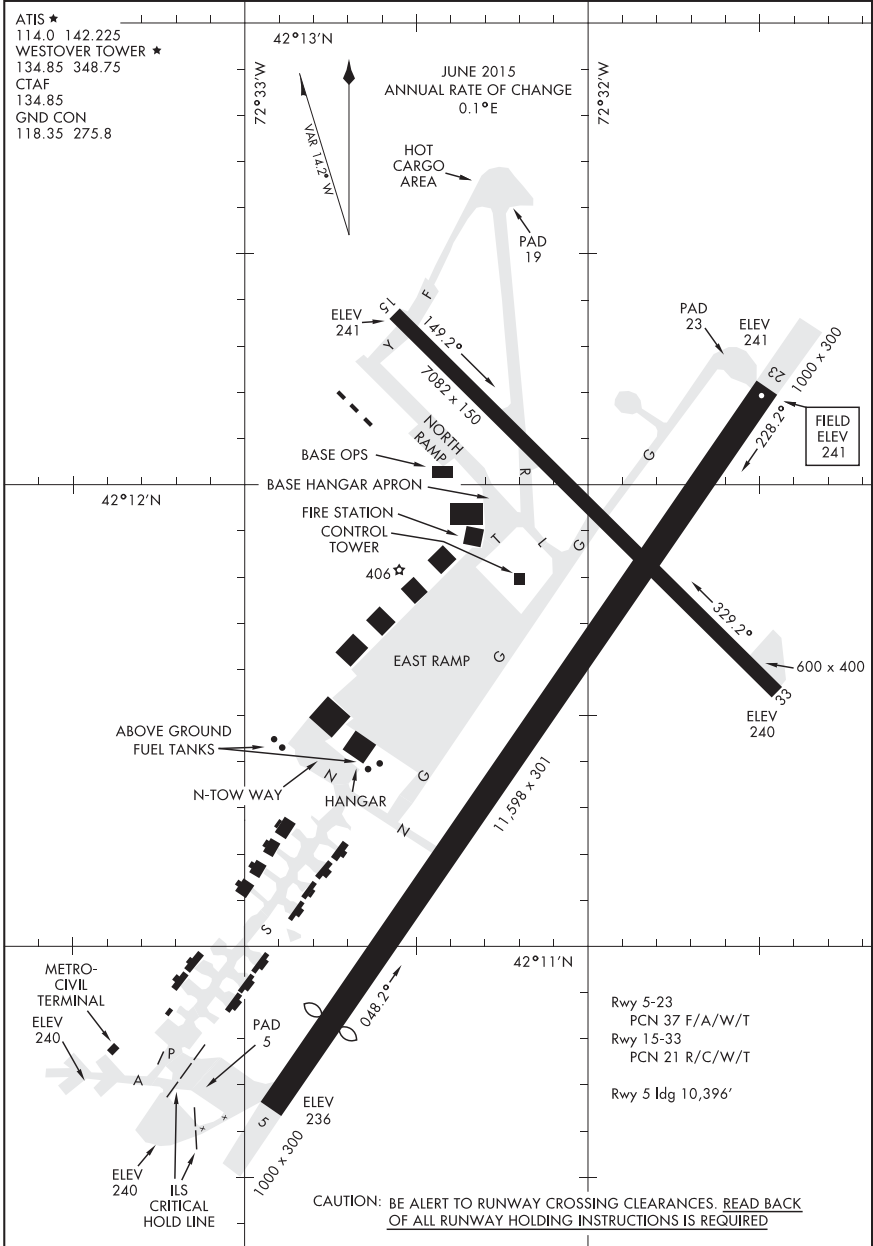 ATIS ★
114.0 142.225
WESTOVER TOWER ★
134.85 348.75
CTAF
134.85
GND CON
118.35 275.8
42°13'N
72°33'W
72°32'W
JUNE 2015
ANNUAL RATE OF CHANGE
0.1°E
VAR 14.2° W
HOT
CARGO
AREA
PAD
19
F
15
ELEV
241
Y
149.2°
7082 x 150
PAD
23
ELEV
241
23
1000 x 300
228.2°
FIELD
ELEV
241
NORTH
RAMP
BASE OPS
R
G
BASE HANGAR APRON
42°12'N
FIRE STATION
CONTROL
TOWER
T
L
G
406
329.2°
EAST RAMP
G
600 x 400
33
ELEV
240
ABOVE GROUND
FUEL TANKS
N
G
N-TOW WAY
HANGAR
11,598 x 301
N
S
42°11'N
METRO-
CIVIL
TERMINAL
ELEV
240
048.2°
PAD
5
P
A
Rwy 5-23
PCN 37 F/A/W/T
Rwy 15-33
PCN 21 R/C/W/T
Rwy 5 ldg 10,396'
ELEV
236
5
1000 x 300
ELEV
240
ILS
CRITICAL
HOLD LINE
CAUTION: BE ALERT TO RUNWAY CROSSING CLEARANCES. READ BACK
OF ALL RUNWAY HOLDING INSTRUCTIONS IS REQUIRED